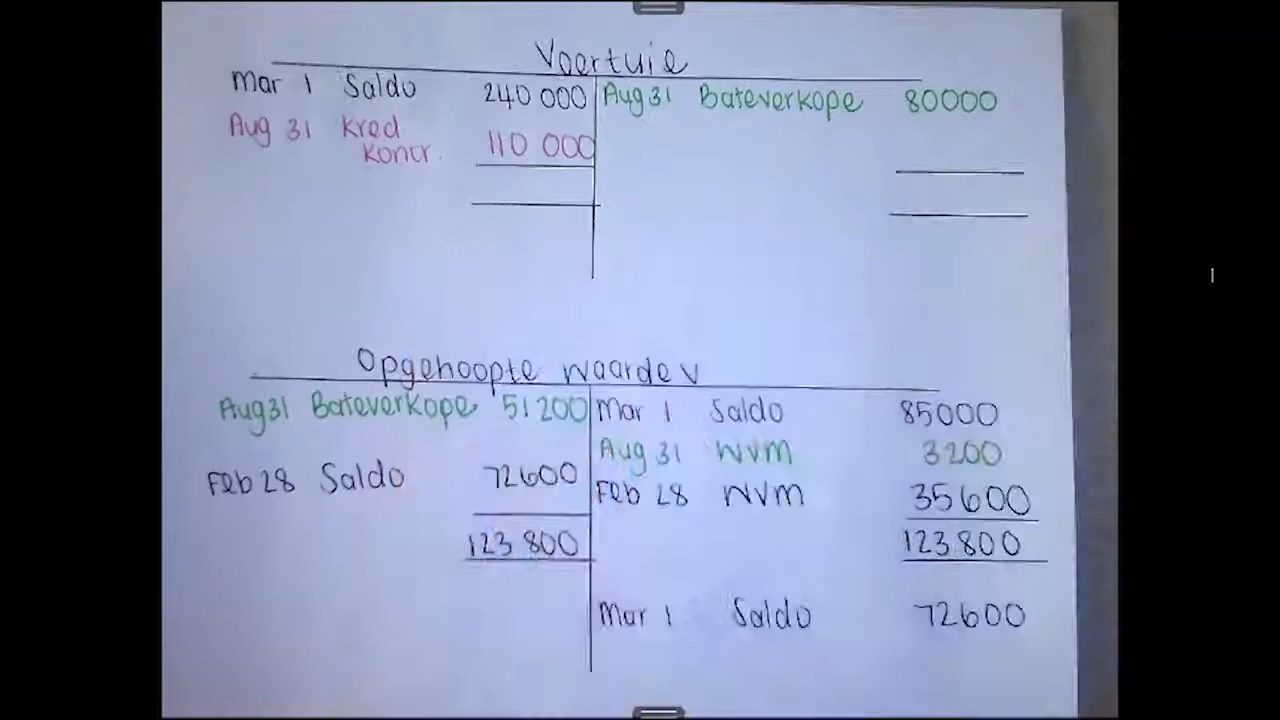 Voertuie
Mar 1 Saldo 240 000 Aug 31 Bateverkope 80000
Aug 31 Kred
Kontr. 110 000
Opgehoopte waarde v
Aug 31 Bateverkope 51 200 Mar 1 Saldo 85000
Aug 31 WVM 3200
Feb 28 Saldo 72600 Feb 28 WVM 35600
123 800 123 800
Mar 1 Saldo 72600